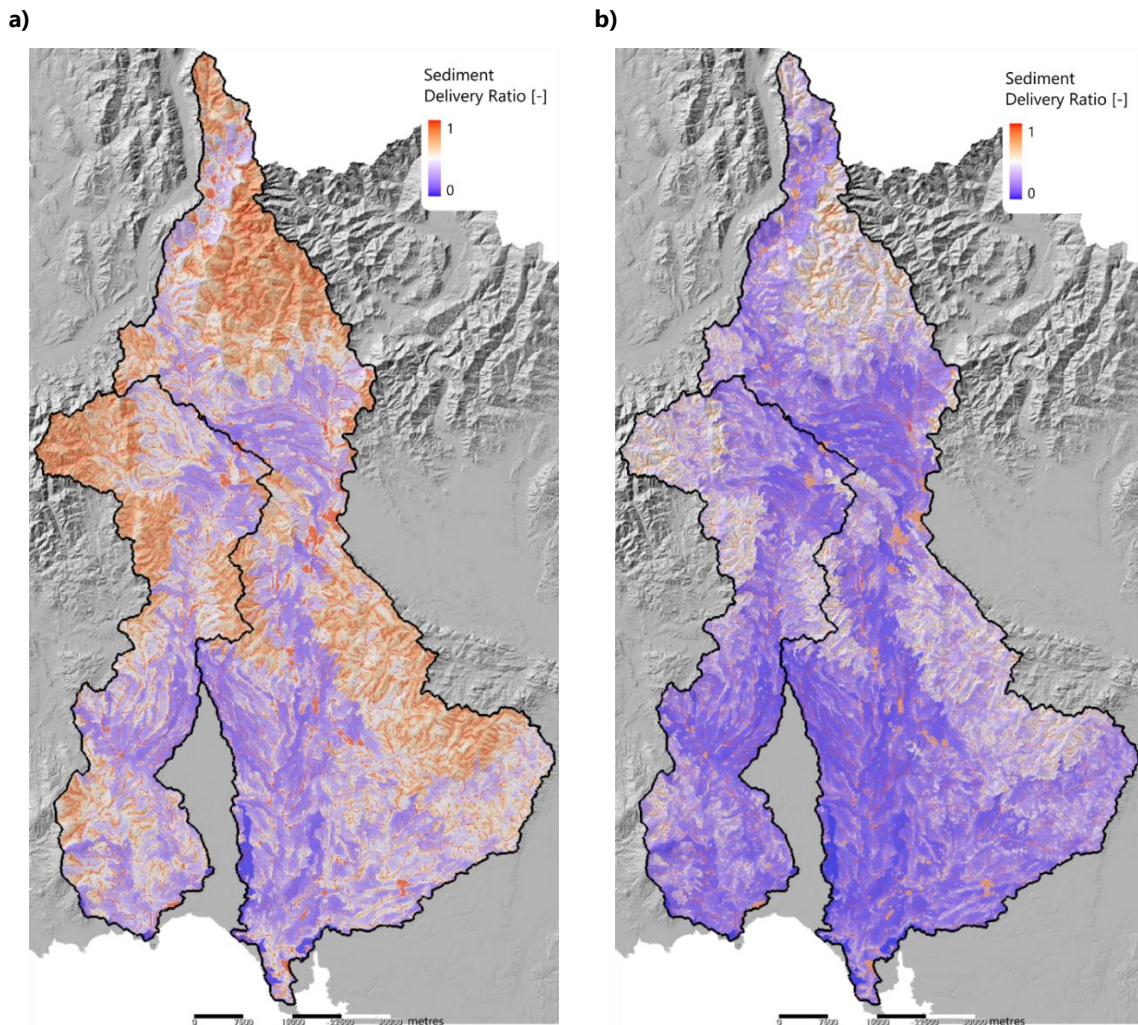 a)
b)
Sediment
Delivery Ratio [-]
1
0
Sediment
Delivery Ratio [-]
1
0
0 7500 metres
0 7500 metres